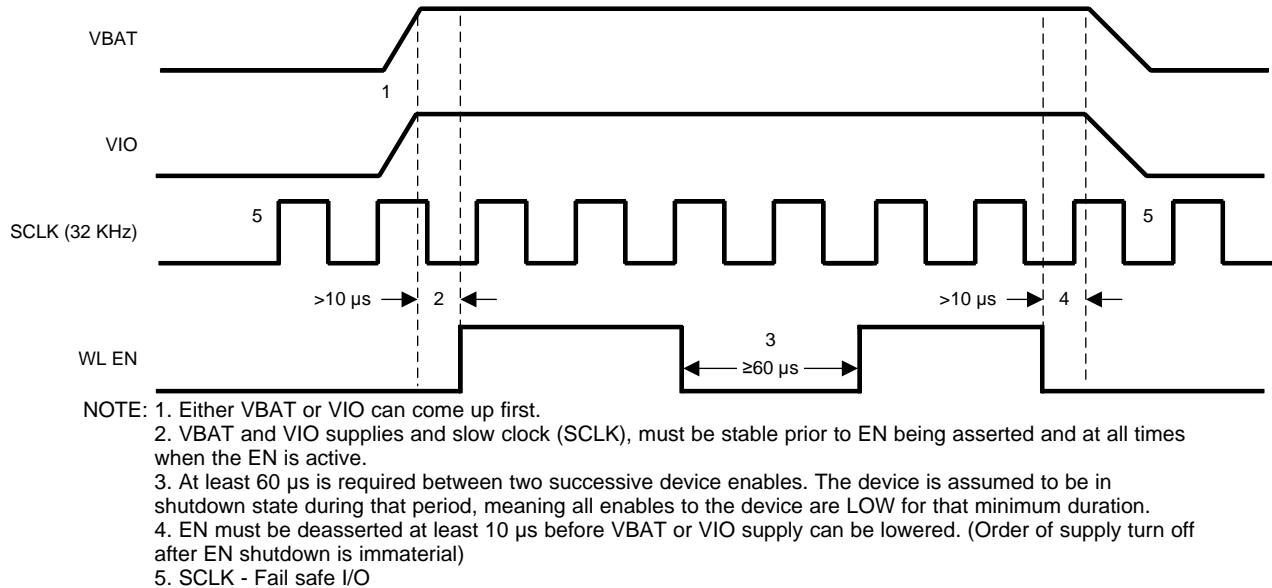 VBAT
1
VIO
5
5
SCLK (32 KHz)
>10 µs
2
>10 µs
4
3
WL EN
≥60 µs
NOTE: 1. Either VBAT or VIO can come up first.
2. VBAT and VIO supplies and slow clock (SCLK), must be stable prior to EN being asserted and at all times
when the EN is active.
3. At least 60 µs is required between two successive device enables. The device is assumed to be in
shutdown state during that period, meaning all enables to the device are LOW for that minimum duration.
4. EN must be deasserted at least 10 µs before VBAT or VIO supply can be lowered. (Order of supply turn off
after EN shutdown is immaterial)
5. SCLK - Fail safe I/O